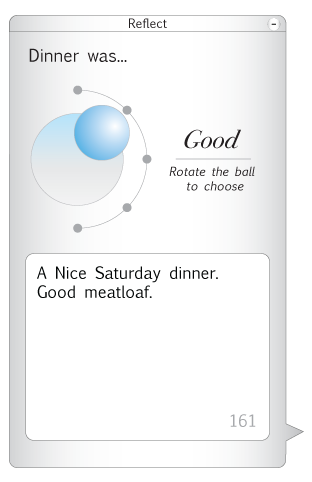 Reflect
-
Dinner was...
Good
Rotate the ball
to choose
A Nice Saturday dinner.
Good meatloaf.
161